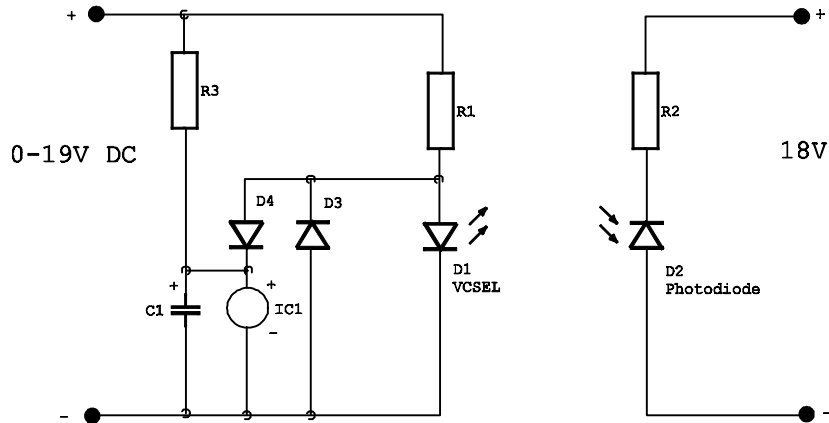 +
+
R3
R1
R2
0-19V DC
18V
D4
D3
D1
VCSEL
D2
Photodiode
+
+
C1
IC1
-
-
-